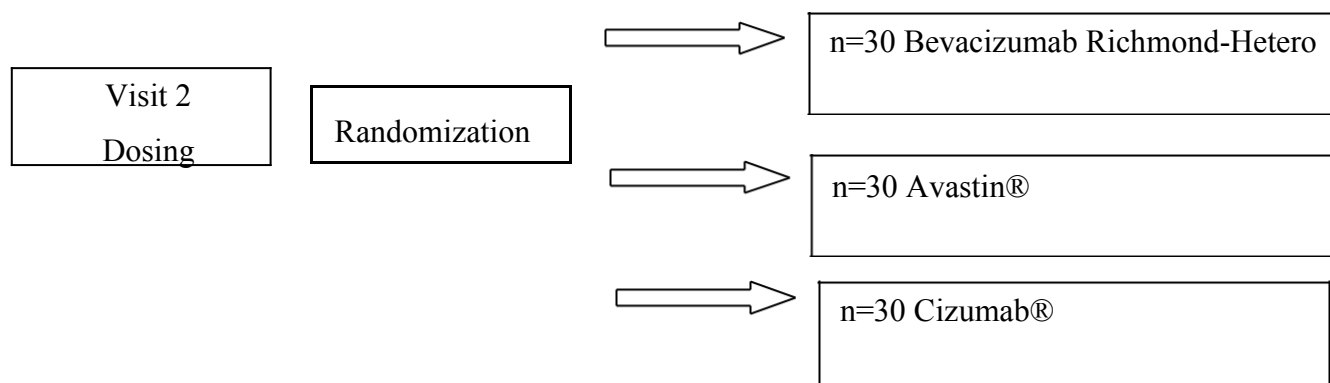 Visit 2
Dosing
Randomization
n=30 Bevacizumab Richmond-Hetero
n=30 Avastin®
n=30 Cizumab®